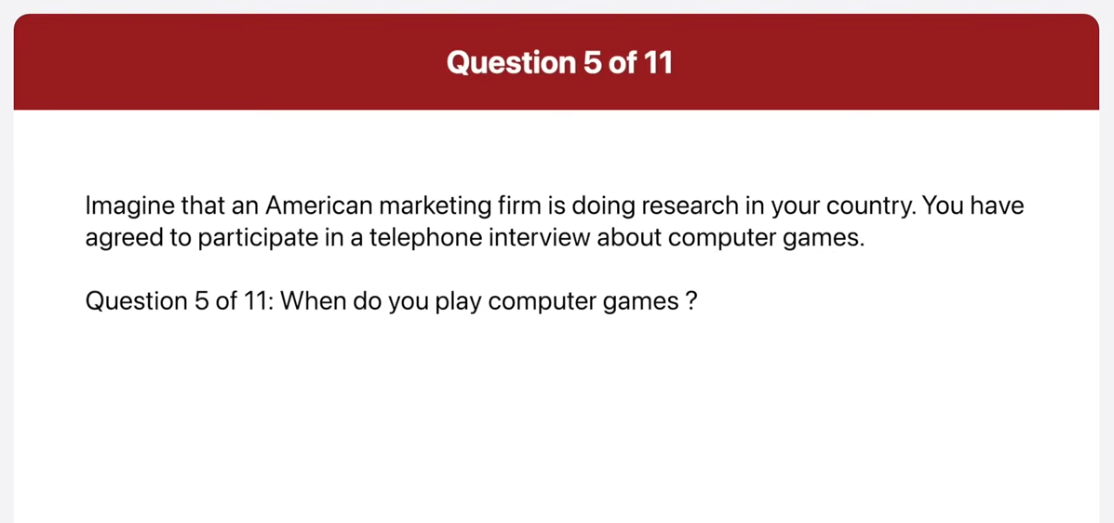 Question 5 of 11
Imagine that an American marketing firm is doing research in your country. You have
agreed to participate in a telephone interview about computer games.
Question 5 of 11: When do you play computer games ?